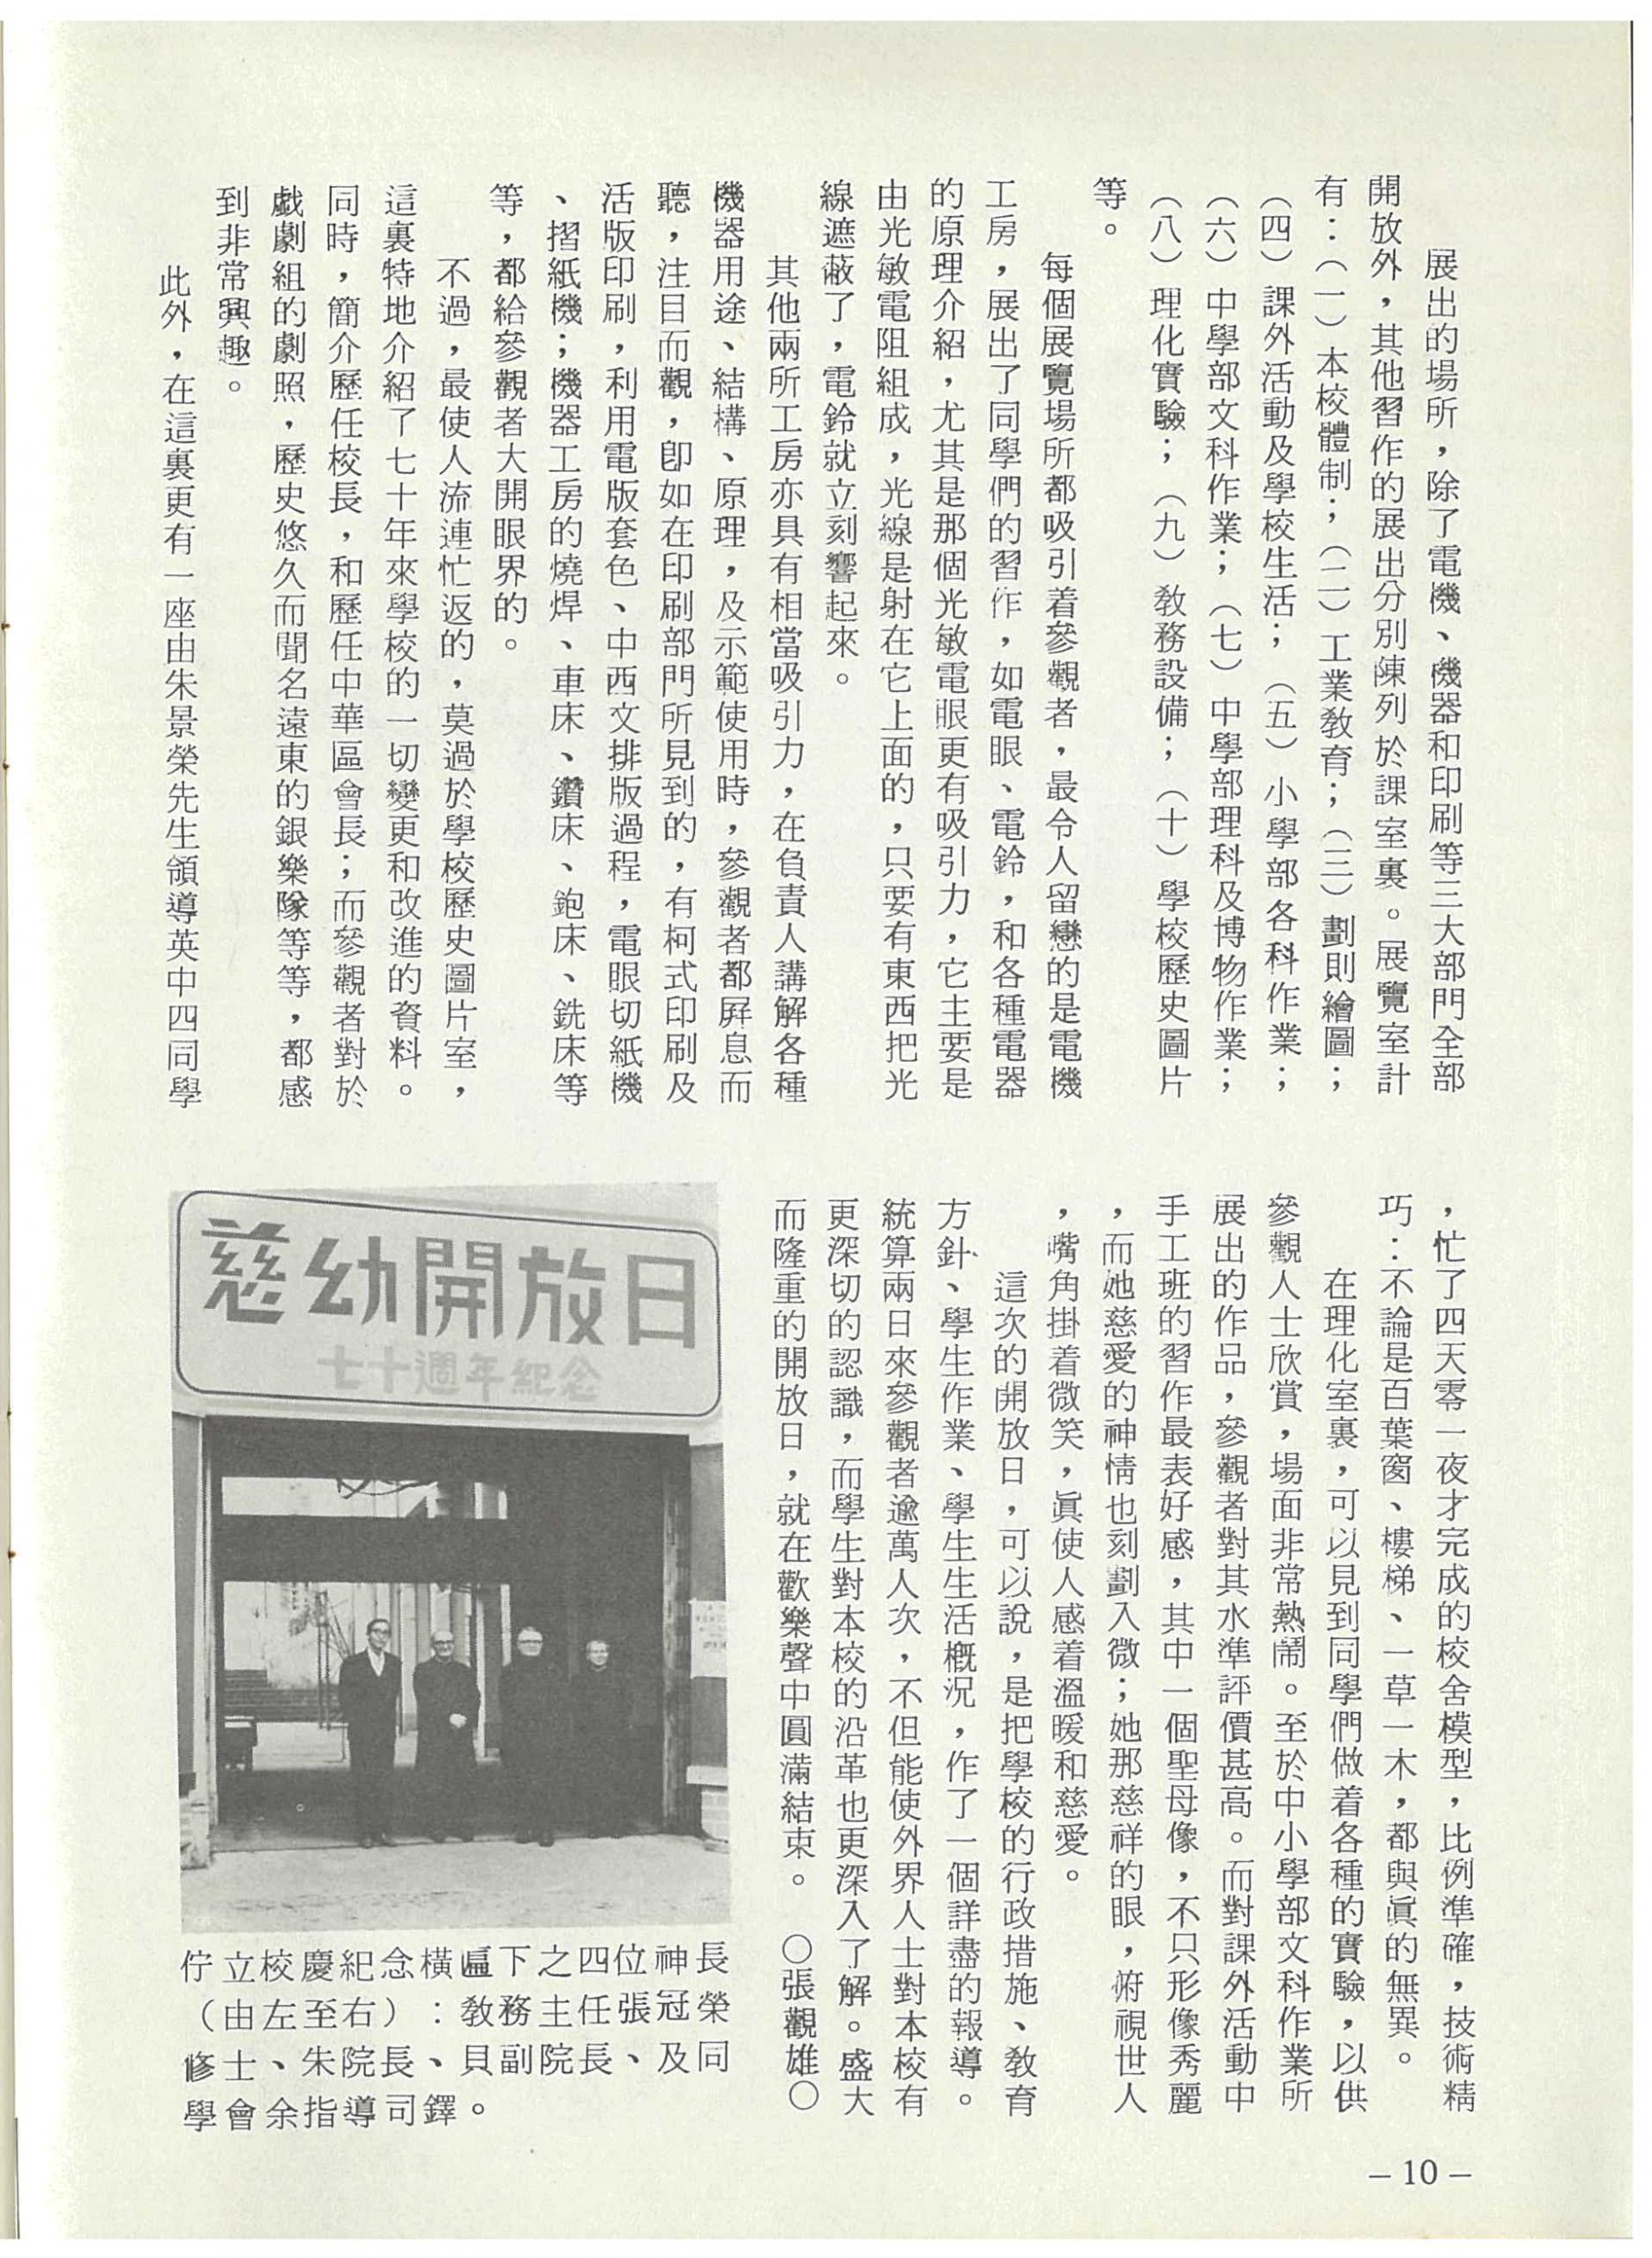 展出的場所，除了電機、機器和印刷等三大部門全部
開放外，其他習作的展出分別陳列於課室裏。展覽室計
有：（一）本校體制；（二）工業教育；（三）劃則繪圖；
（四）課外活動及學校生活；（五）小學部各科作業；
（六）中學部文科作業；（七）中學部理科及博物作業；
（八）理化實驗；（九）教務設備；（十）學校歷史圖片
等。
每個展覽場所都吸引着參觀者，最令人留戀的是電機
工房，展出了同學們的習作，如電眼、電鈴，和各種電器
的原理介紹，尤其是那個光敏電眼更有吸引力，它主要是
由光敏電阻組成，光線是射在它上面的，只要有東西把光
線遮蔽了，電鈴就立刻響起來。
其他兩所工房亦具有相當吸引力，在負責人講解各種
機器用途、結構、原理，及示範使用時，參觀者都屏息而
聽，注目而觀，卽如在印刷部門所見到的，有柯式印刷及
活版印刷，利用電版套色、中西文排版過程，電眼切紙機
、摺紙機；機器工房的燒焊、車床、鑽床、鉋床、銑床等
等，都給參觀者大開眼界的。
不過，最使人流連忘返的，莫過於學校歷史圖片室，
這裏特地介紹了七十年來學校的一切變更和改進的資料。
同時，簡介歷任校長，和歷任中華區會長；而參觀者對於
戲劇組的劇照，歷史悠久而聞名遠東的銀樂隊等等，都感
到非常興趣。
此外，在這裏更有一座由朱景榮先生領導英中四同學
，忙了四天零一夜才完成的校舍模型，比例準確，技術精
巧：不論是百葉窗、樓梯、一草一木，都與眞的無異。
在理化室裏，可以見到同學們做着各種的實驗，以供
參觀人士欣賞，場面非常熱鬧。至於中小學部文科作業所
展出的作品，參觀者對其水準評價甚高。而對課外活動中
手工班的習作最表好感，其中一個聖母像，不只形像秀麗
，而她慈愛的神情也刻劃入微；她那慈祥的眼，俯視世人
，嘴角掛着微笑，眞使人感着溫暖和慈愛。
這次的開放日，可以說，是把學校的行政措施、教育
方針、學生作業、學生生活概況，作了一個詳盡的報導。
統算兩日來參觀者逾萬人次，不但能使外界人士對本校有
更深切的認識，而學生對本校的沿革也更深入了解。盛大
而隆重的開放日，就在歡樂聲中圓滿結束。　○張觀雄○
慈幼開放日
七十週年紀念
佇立校慶紀念橫匾下之四位神長
（由左至右）：教務主任張冠榮
修士、朱院長、貝副院長、及同
學會余指導司鐸。
– 10 –